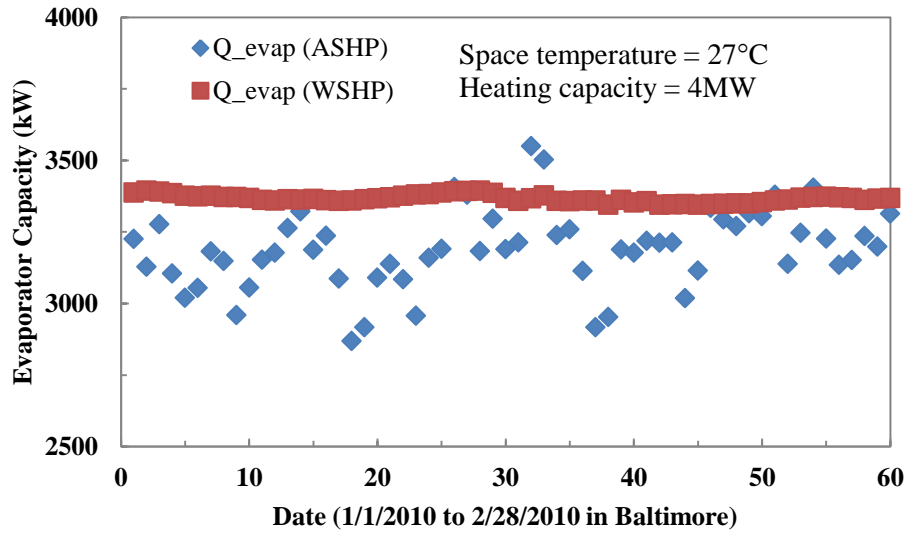 4000
Q_evap (ASHP)
Space temperature = 27°C
Q_evap (WSHP)
Heating capacity = 4MW
3500
3000
2500
Evaporator Capacity (kW)
0 10 20 30 40 50 60
Date (1/1/2010 to 2/28/2010 in Baltimore)